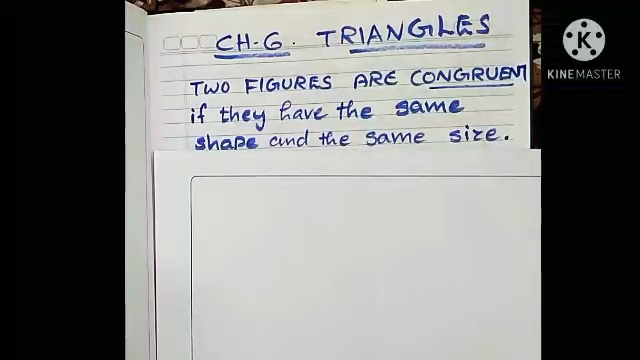 CH-6. TRIANGLES
TWO FIGURES ARE CONGRUENT
if they have the same
shape and the same size.
K
KINEMASTER